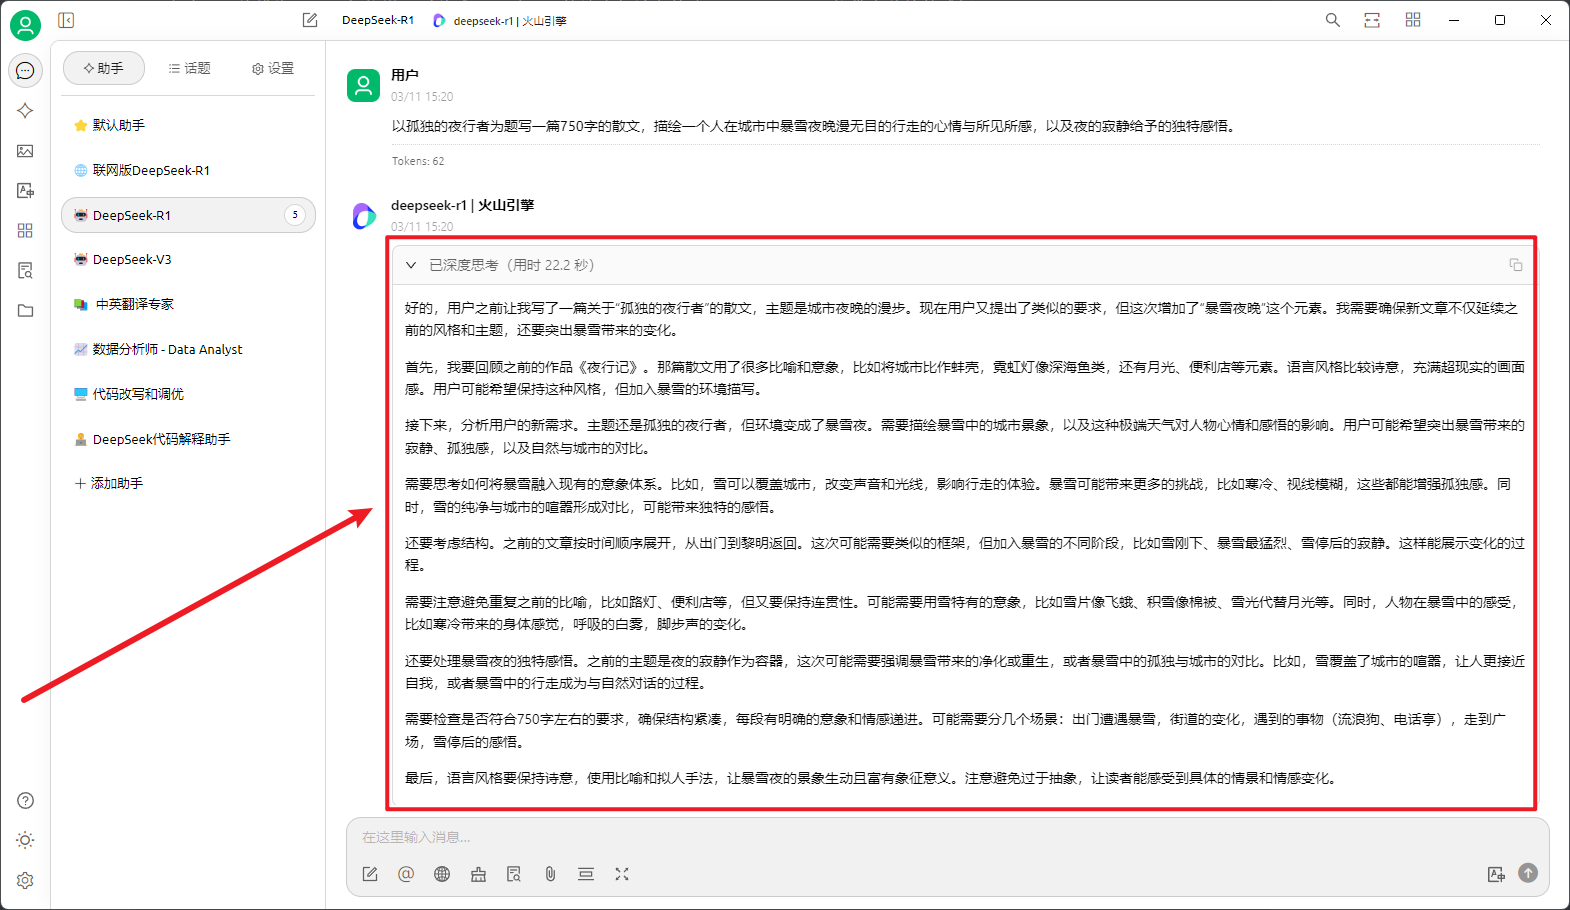 DeepSeek-R1
deepseek-r1 | 火山引擎
助手
话题
设置
默认助手
联网版DeepSeek-R1
DeepSeek-R1
5
DeepSeek-V3
中英翻译专家
数据分析师 - Data Analyst
代码改写和调优
DeepSeek代码解释助手
添加助手
用户
03/11 15:20
以孤独的夜行者为题写一篇750字的散文，描绘一个人在城市中暴雪夜晚漫无目的行走的心情与所见所感，以及夜的寂静给予的独特感悟。
Tokens: 62
deepseek-r1 | 火山引擎
03/11 15:20
已深度思考（用时 22.2 秒）
好的，用户之前让我写了一篇关于“孤独的夜行者”的散文，主题是城市夜晚的漫步。现在用户又提出了类似的要求，但这次增加了“暴雪夜晚”这个元素。我需要确保新文章不仅延续之
前的风格和主题，还要突出暴雪带来的变化。
首先，我要回顾之前的作品《夜行记》。那篇散文用了很多比喻和意象，比如将城市比作蚌壳，霓虹灯像深海鱼类，还有月光、便利店等元素。语言风格比较诗意，充满超现实的画面
感。用户可能希望保持这种风格，但加入暴雪的环境描写。
接下来，分析用户的新需求。主题还是孤独的夜行者，但环境变成了暴雪夜。需要描绘暴雪中的城市景象，以及这种极端天气对人物心情和感悟的影响。用户可能希望突出暴雪带来的
寂静、孤独感，以及自然与城市的对比。
需要思考如何将暴雪融入现有的意象体系。比如，雪可以覆盖城市，改变声音和光线，影响行走的体验。暴雪可能带来更多的挑战，比如寒冷、视线模糊，这些都能增强孤独感。同
时，雪的纯净与城市的喧嚣形成对比，可能带来独特的感悟。
还要考虑结构。之前的文章按时间顺序展开，从出门到黎明返回。这次可能需要类似的框架，但加入暴雪的不同阶段，比如雪刚下、暴雪最猛烈、雪停后的寂静。这样能展示变化的过
程。
需要注意避免重复之前的比喻，比如路灯、便利店等，但又要保持连贯性。可能需要用雪特有的意象，比如雪片像飞蛾、积雪像棉被、雪光代替月光等。同时，人物在暴雪中的感受，
比如寒冷带来的身体感觉，呼吸的白雾，脚步声的变化。
还要处理暴雪夜的独特感悟。之前的主题是夜的寂静作为容器，这次可能需要强调暴雪带来的净化或重生，或者暴雪中的孤独与城市的对比。比如，雪覆盖了城市的喧嚣，让人更接近
自我，或者暴雪中的行走成为与自然对话的过程。
需要检查是否符合750字左右的要求，确保结构紧凑，每段有明确的意象和情感递进。可能需要分几个场景：出门遭遇暴雪，街道的变化，遇到的事物（流浪狗、电话亭），走到广
场，雪停后的感悟。
最后，语言风格要保持诗意，使用比喻和拟人手法，让暴雪夜的景象生动且富有象征意义。注意避免过于抽象，让读者能感受到具体的情景和情感变化。
在这里输入消息...